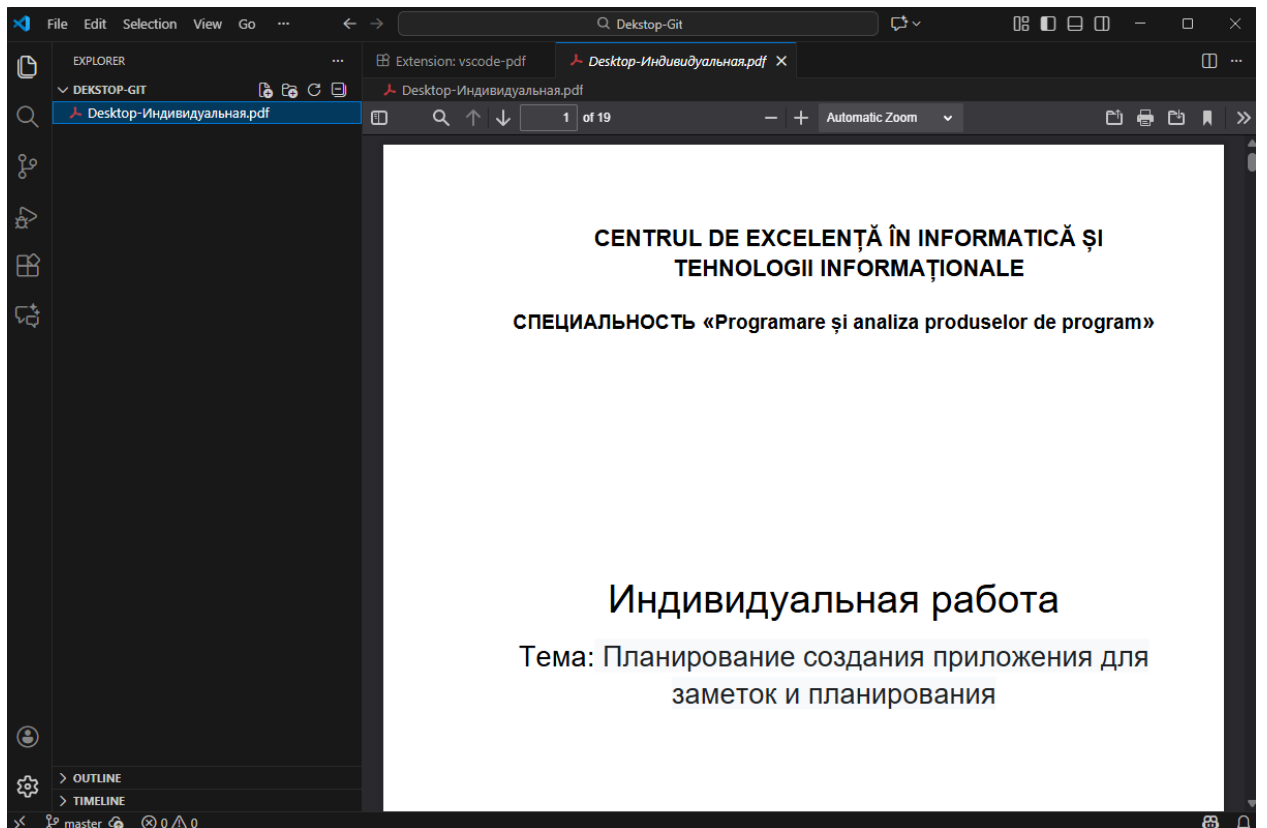 File Edit Selection View Go ··· Dekstop-Git
EXPLORER ···
DEKSTOP-GIT
Desktop-Индивидуальная.pdf
OUTLINE
TIMELINE
Extension: vscode-pdf Desktop-Индивидуальная.pdf ···
Desktop-Индивидуальная.pdf
1 of 19 Automatic Zoom
CENTRUL DE EXCELENȚĂ ÎN INFORMATICĂ ȘI
TEHNOLOGII INFORMAȚIONALE
СПЕЦИАЛЬНОСТЬ «Programare și analiza produselor de program»
Индивидуальная работа
Тема: Планирование создания приложения для
заметок и планирования
master 0 0